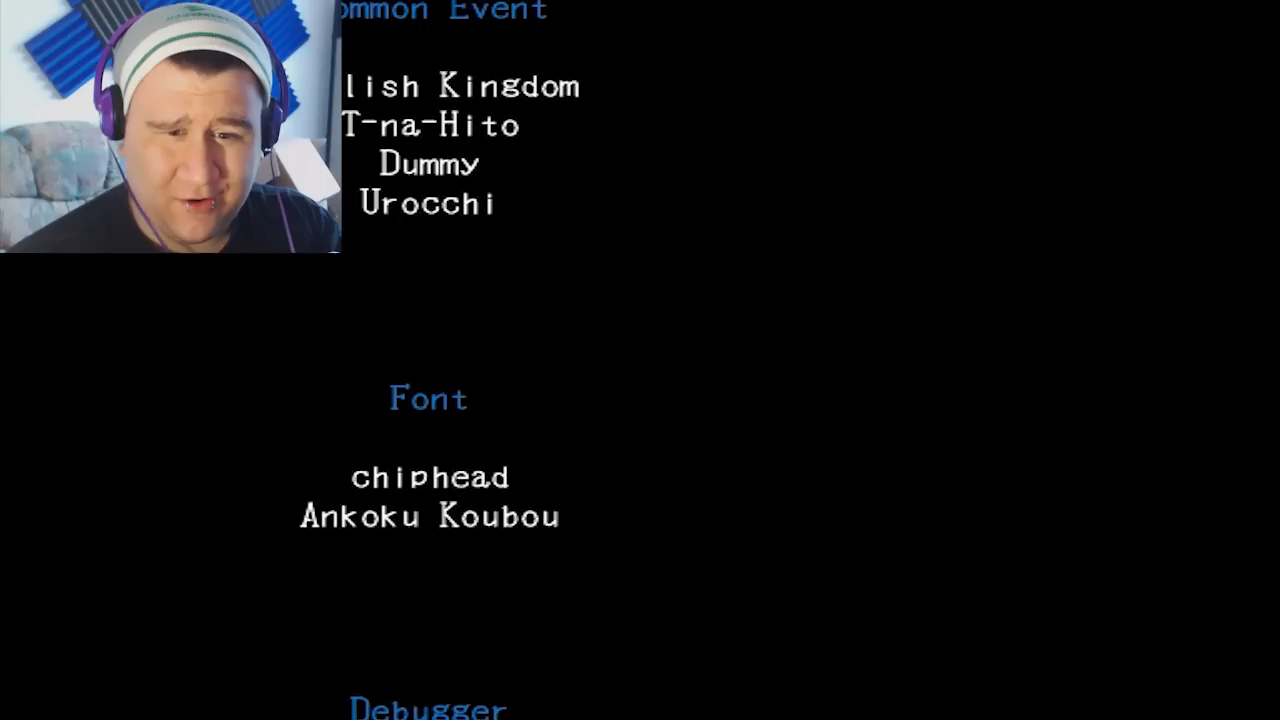 ommon Event
lish Kingdom
T-na-Hito
Dummy
Urocchi
Font
chiphead
Ankoku Koubou
Debugger